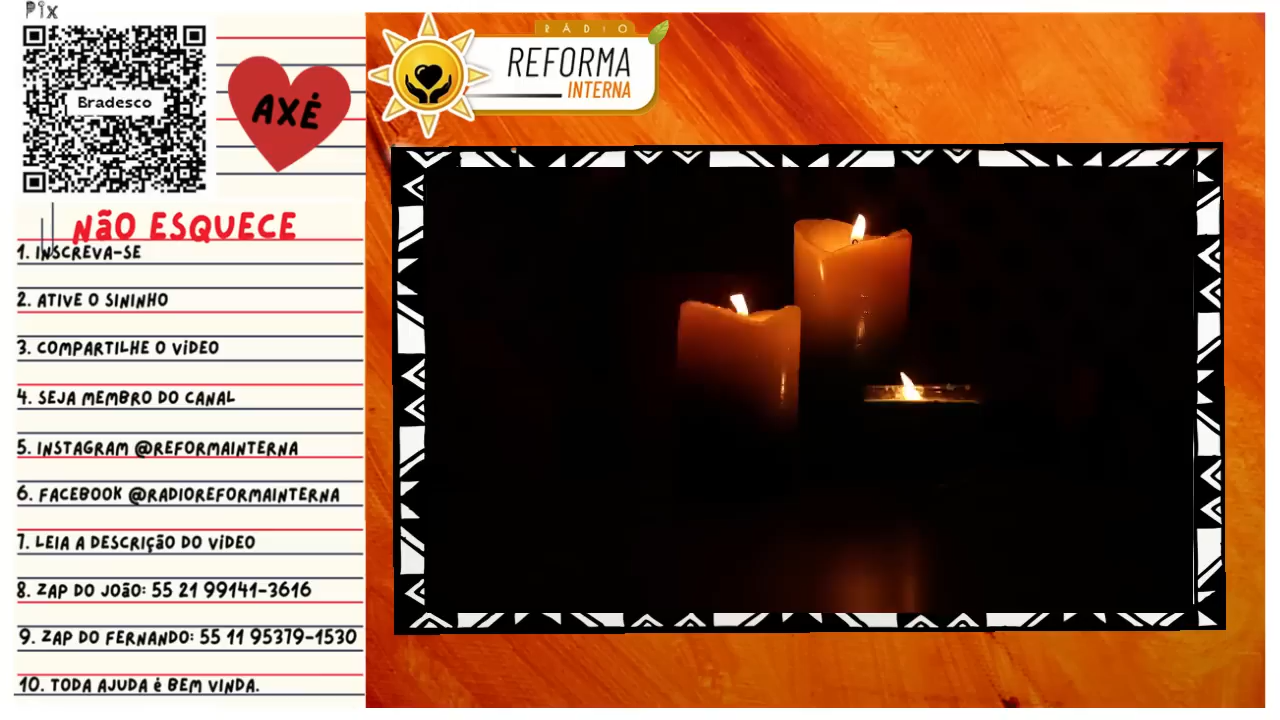 Pix
Bradesco
AXÉ
NãO ESQUECE
1. INSCREVA-SE
2. ATIVE O SININHO
3. COMPARTILHE O VíDEO
4. SEJA MEMBRO DO CANAL
5. INSTAGRAM @REFORMAINTERNA
6. FACEBOOK @RADIOREFORMAINTERNA
7. LEIA A DESCRIçãO DO VíDEO
8. ZAP DO JOãO: 55 21 99141-3616
9. ZAP DO FERNANDO: 55 11 95379-1530
10. TODA AJUDA é BEM VINDA.
RÁDIO
REFORMA
INTERNA